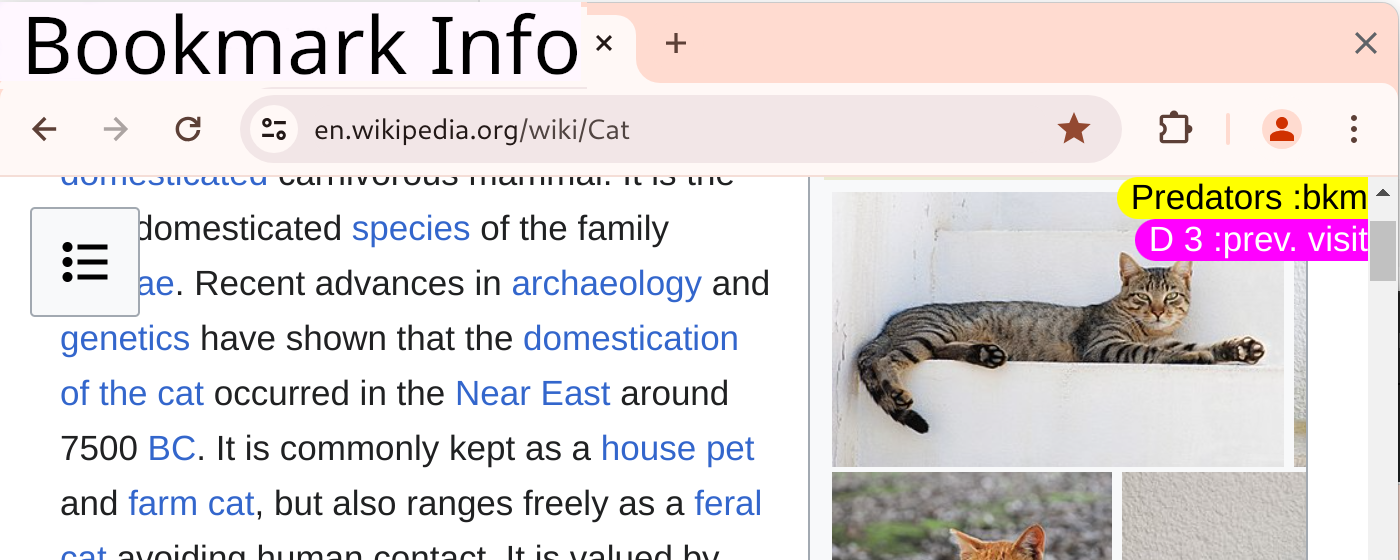 Bookmark Info
en.wikipedia.org/wiki/Cat
domesticated carnivorous mammal. It is the
domesticated species of the family
ae. Recent advances in archaeology and
genetics have shown that the domestication
of the cat occurred in the Near East around
7500 BC. It is commonly kept as a house pet
and farm cat, but also ranges freely as a feral
cat avoiding human contact. It is valued by
Predators :bkm
D 3 :prev. visit